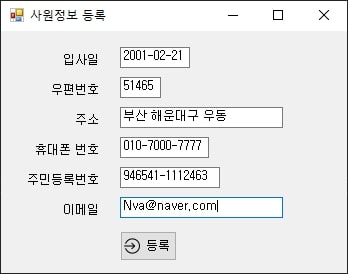 사원정보 등록
입사일 2001-02-21
우편번호 51465
주소 부산 해운대구 우동
휴대폰 번호 010-7000-7777
주민등록번호 946541-1112463
이메일 Nva@naver.com
등록